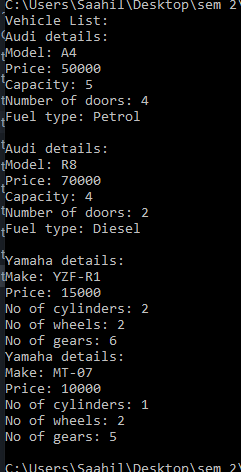 C:\Users\Saahil\Desktop\sem 2\
Vehicle List:
Audi details:
Model: A4
Price: 50000
Capacity: 5
Number of doors: 4
Fuel type: Petrol
Audi details:
Model: R8
Price: 70000
Capacity: 4
Number of doors: 2
Fuel type: Diesel
Yamaha details:
Make: YZF-R1
Price: 15000
No of cylinders: 2
No of wheels: 2
No of gears: 6
Yamaha details:
Make: MT-07
Price: 10000
No of cylinders: 1
No of wheels: 2
No of gears: 5
C:\Users\Saahil\Desktop\sem 2\